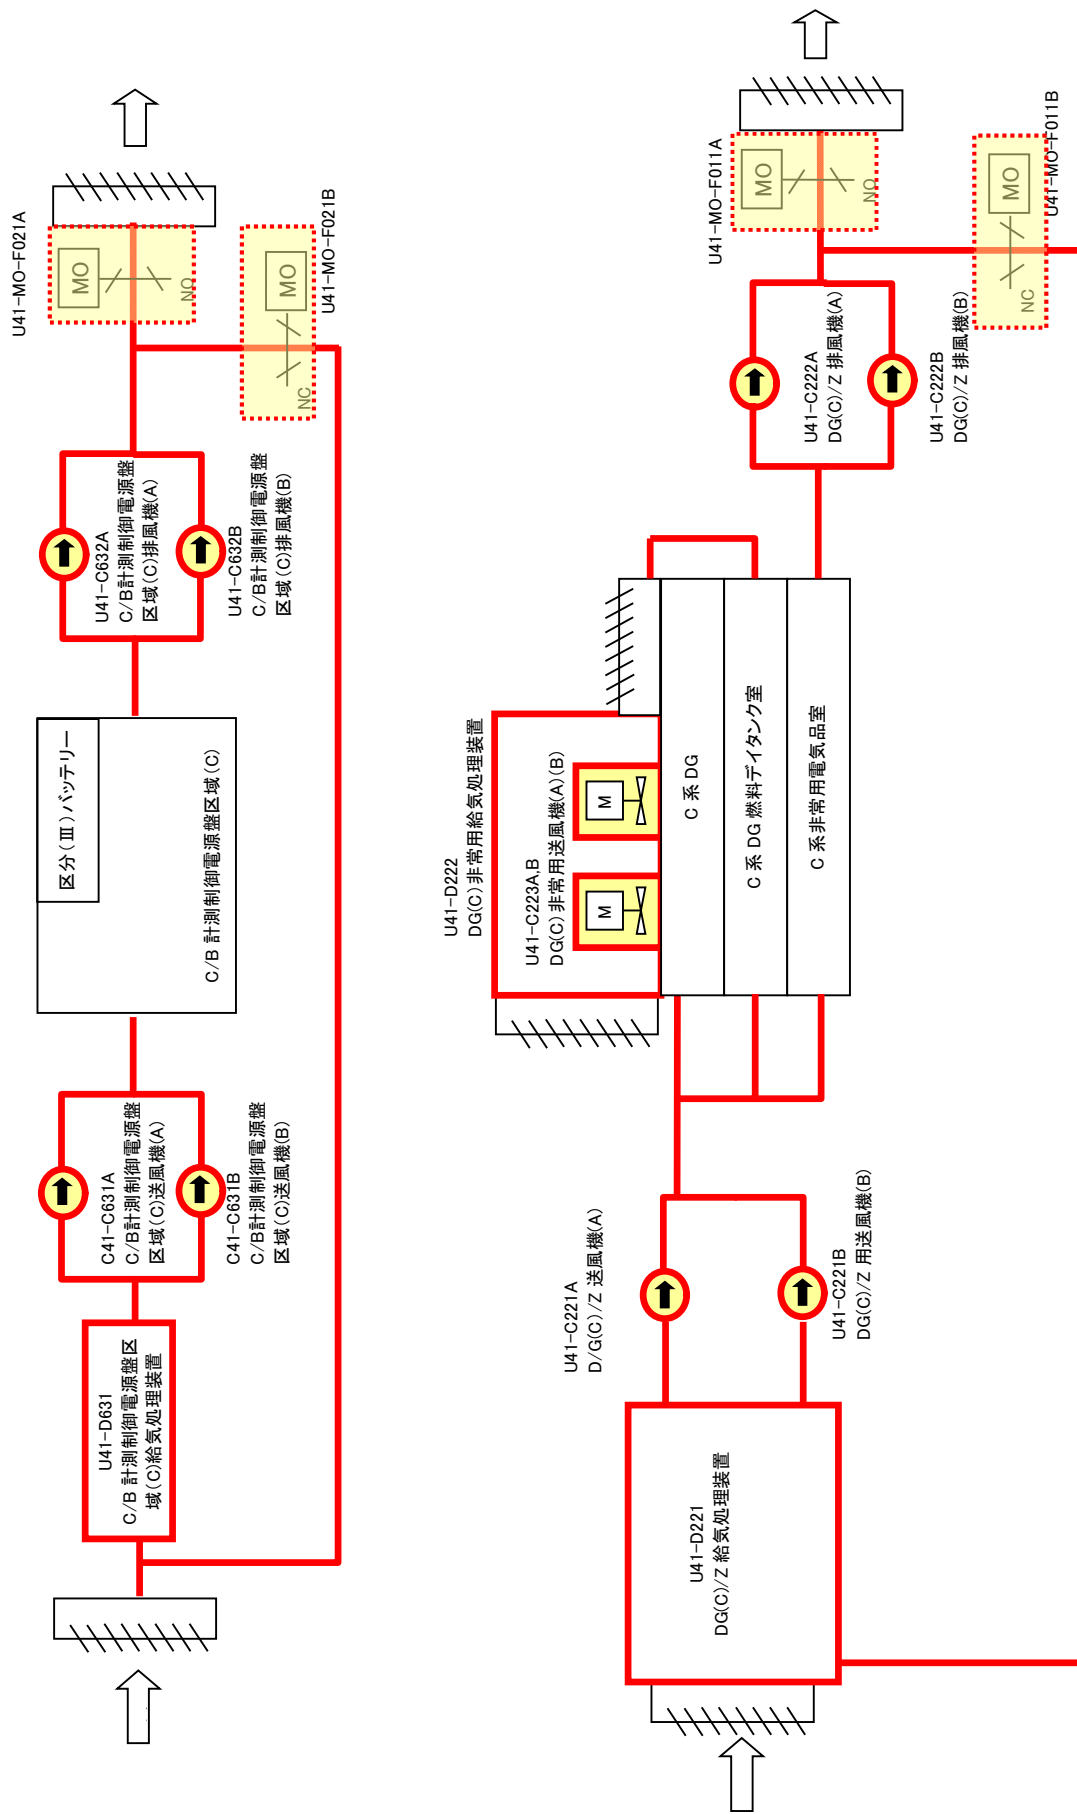 U41-D631
C/B 計測制御電源盤区
域(C)給気処理装置
C41-C631A
C/B計測制御電源盤
区域(C)送風機(A)
C41-C631B
C/B計測制御電源盤
区域(C)送風機(B)
区分(Ⅲ)バッテリー
C/B 計測制御電源盤区域(C)
U41-C632A
C/B計測制御電源盤
区域(C)排風機(A)
U41-C632B
C/B計測制御電源盤
区域(C)排風機(B)
U41-MO-F021A
MO
NO
U41-MO-F021B
MO
NC
U41-D221
DG(C)/Z 給気処理装置
U41-C221A
D/G(C)/Z 送風機(A)
U41-C221B
DG(C)/Z 用送風機(B)
U41-D222
DG(C)非常用給気処理装置
U41-C223A,B
DG(C)非常用送風機(A)(B)
M
M
C 系 DG
C 系 DG 燃料デイタンク室
C 系非常用電気品室
U41-C222A
DG(C)/Z 排風機(A)
U41-C222B
DG(C)/Z 排風機(B)
U41-MO-F011A
MO
NO
U41-MO-F011B
MO
NC